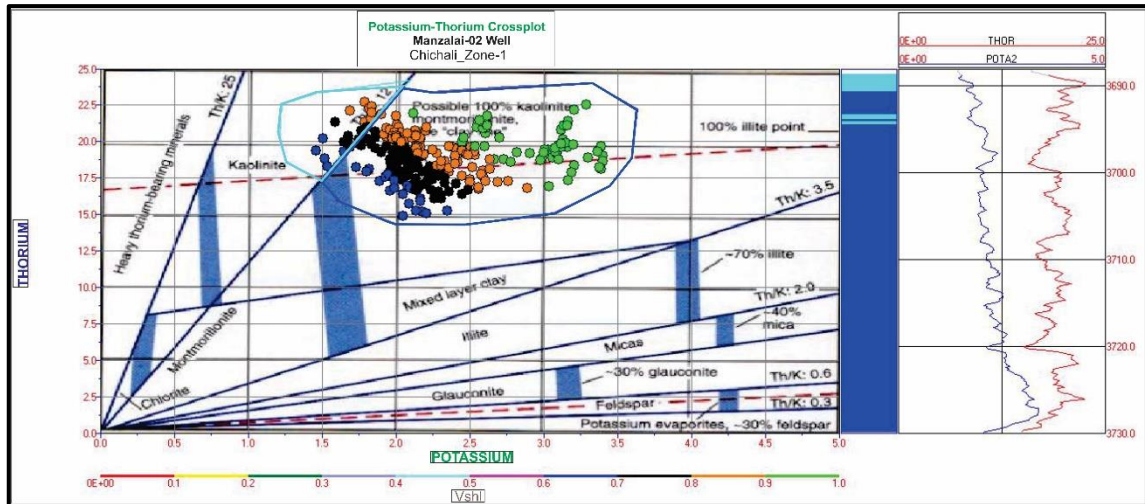 Potassium-Thorium Crossplot
Manzalai-02 Well
Chichali_Zone-1
0E+00 THOR 25.0
0E+00 POTA2 5.0
THORIUM
25.0
22.5
20.0
17.5
15.0
12.5
10.0
7.5
5.0
2.5
0.0
Heavy thorium-bearing minerals
Th/K: 25
12
Possible 100% kaolinite,
montmorillonite,
100% illite point
Kaolinite
Th/K: 3.5
Montmorillonite
Mixed layer clay
~70% illite
Illite
Th/K: 2.0
~40%
mica
Micas
Chlorite
~30% glauconite
Glauconite
Th/K: 0.6
Feldspar
Th/K: 0.3
Potassium evaporites, ~30% feldspar
0.0 0.5 1.0 1.5 2.0 2.5 3.0 3.5 4.0 4.5 5.0
POTASSIUM
0E+00 0.1 0.2 0.3 0.4 0.5 0.6 0.7 0.8 0.9 1.0
Vshl
3690.0
3700.0
3710.0
3720.0
3730.0